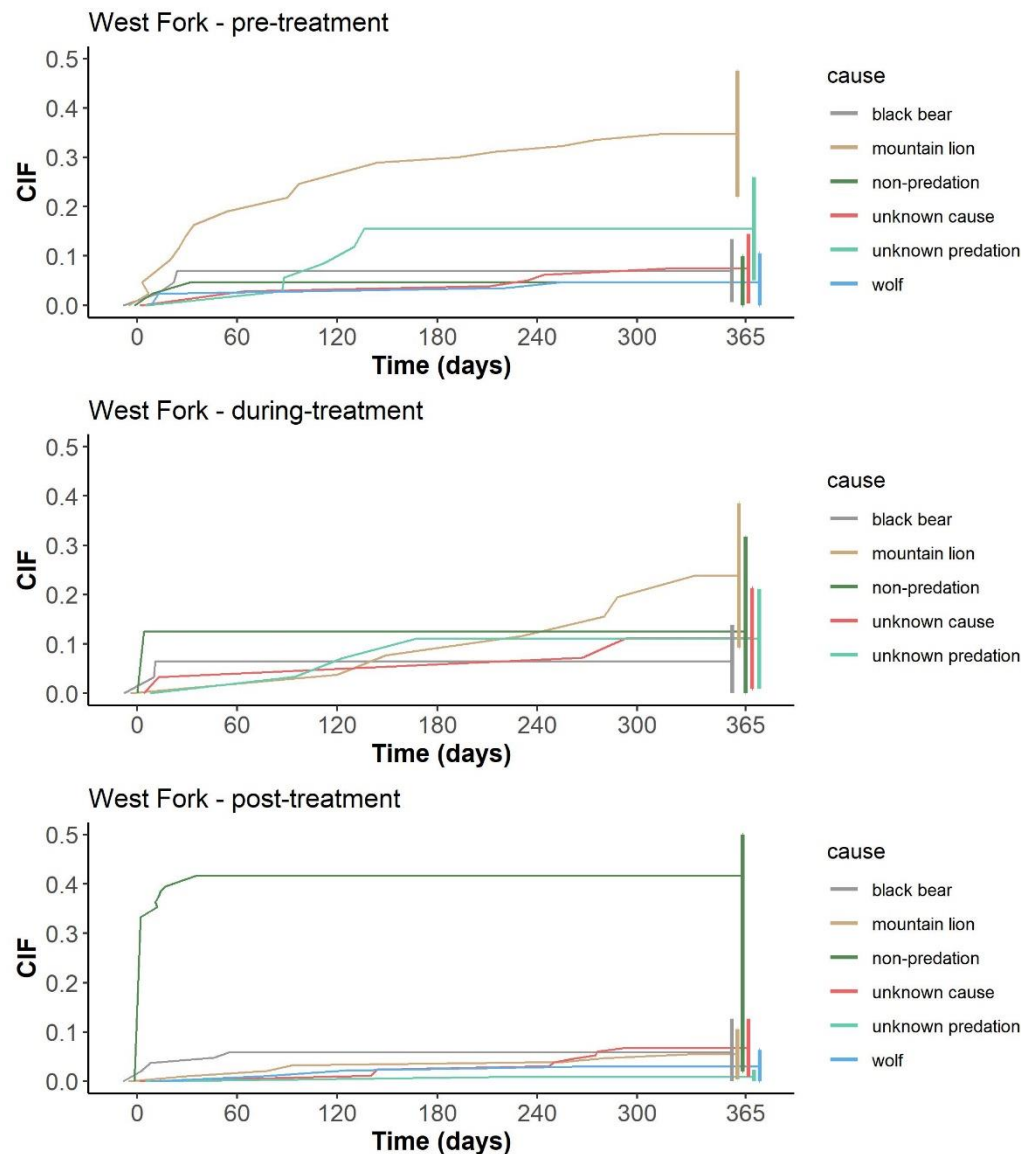 West Fork - pre-treatment
0.5
0.4
0.3
0.2
0.1
0.0
CIF
0
60
120
180
240
300
365
Time (days)
cause
black bear
mountain lion
non-predation
unknown cause
unknown predation
wolf
West Fork - during-treatment
0.5
0.4
0.3
0.2
0.1
0.0
CIF
0
60
120
180
240
300
365
Time (days)
cause
black bear
mountain lion
non-predation
unknown cause
unknown predation
West Fork - post-treatment
0.5
0.4
0.3
0.2
0.1
0.0
CIF
0
60
120
180
240
300
365
Time (days)
cause
black bear
mountain lion
non-predation
unknown cause
unknown predation
wolf